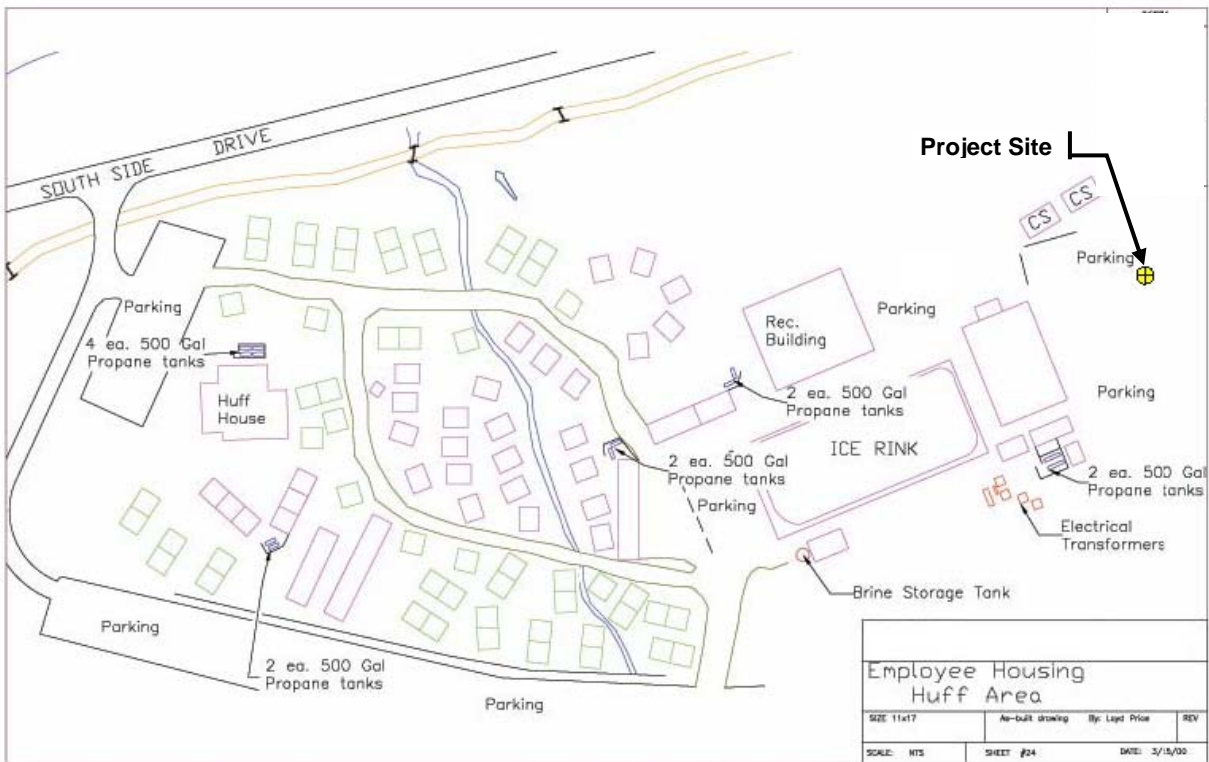 SOUTH SIDE DRIVE
Project Site
CS
CS
Parking
Parking
4 ea. 500 Gal
Propane tanks
Huff
House
Rec.
Building
Parking
Parking
2 ea. 500 Gal
Propane tanks
ICE RINK
2 ea. 500 Gal
Propane tanks
Parking
2 ea. 500 Gal
Propane tanks
Electrical
Transformers
Brine Storage Tank
Parking
2 ea. 500 Gal
Propane tanks
Parking
Employee Housing
Huff Area
SIZE 11x17
As-built drawing
By: Loyd Price
REV
SCALE: NTS
SHEET #24
DATE: 3/15/00